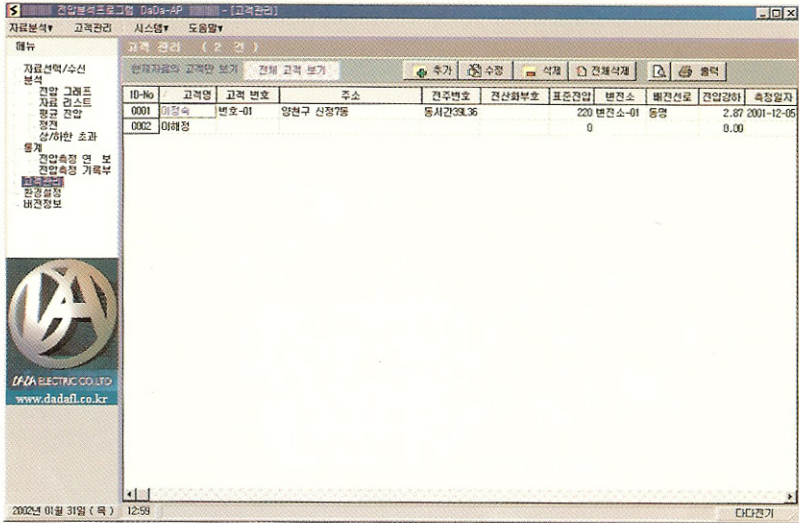 전압분석프로그램 DaDa-AP - [고객관리]
자료분석▾ 고객관리 시스템▾ 도움말▾
메뉴
고객 관리 ( 2 건 )
현재자료의 고객만 보기 전체 고객 보기 추가 수정 삭제 전체삭제 출력
자료선택/수신
분석
전압 그래프
자료 리스트
평균 전압
정전
상/하한 초과
통계
전압측정 연 보
전압측정 기록부
고객관리
환경설정
버전정보
ID-No 고객명 고객 번호 주소 전주번호 전산화부호 표준전압 변전소 배전선로 전압강하 측정일자
0001 이정숙 번호-01 양천구 신정7동 동서간39L36 220 변전소-01 동명 2.87 2001-12-05
0002 이해정 0 0.00
DADA ELECTRIC CO.LTD
www.dadafl.co.kr
2002년 01월 31일 ( 목 ) 12:59 다다전기